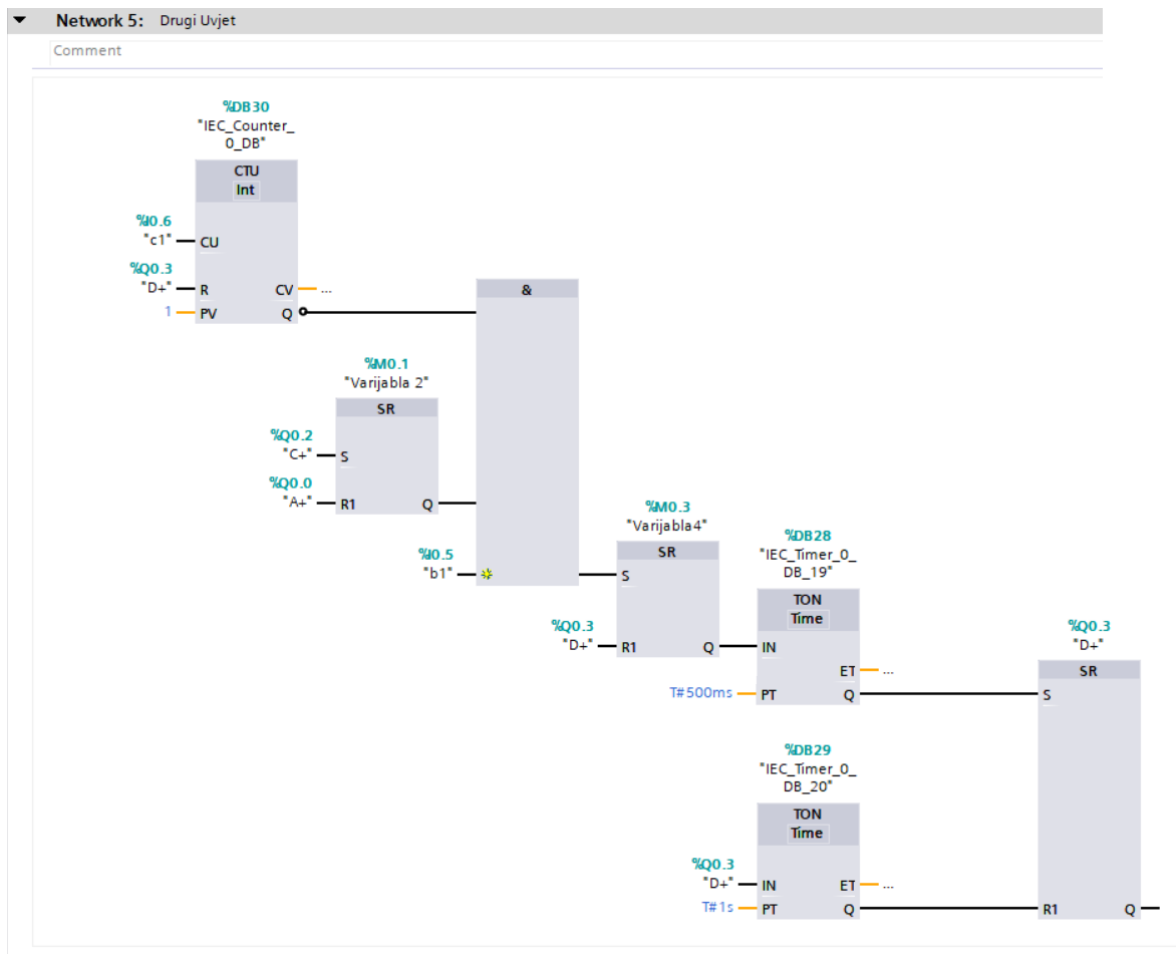 Network 5: Drugi Uvjet
Comment
%DB30
"IEC_Counter_
0_DB"
CTU
Int
%I0.6
"c1"
CU
%Q0.3
"D+"
R
CV
...
1
PV
Q
&
%M0.1
"Varijabla 2"
SR
%Q0.2
"C+"
S
%Q0.0
"A+"
R1
Q
%I0.5
"b1"
%M0.3
"Varijabla4"
SR
S
%Q0.3
"D+"
R1
Q
%DB28
"IEC_Timer_0_
DB_19"
TON
Time
IN
ET
...
T#500ms
PT
Q
%DB29
"IEC_Timer_0_
DB_20"
TON
Time
%Q0.3
"D+"
IN
ET
...
T#1s
PT
Q
%Q0.3
"D+"
SR
S
R1
Q